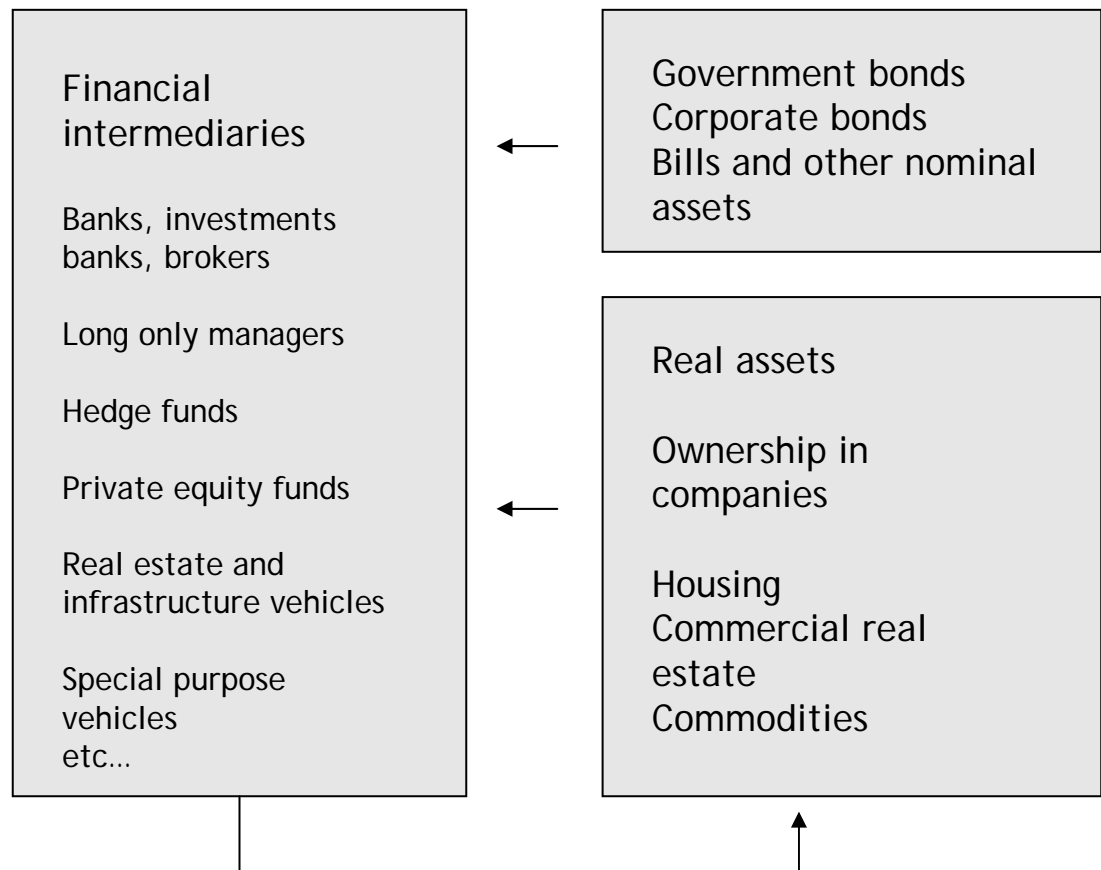 Financial
intermediaries
Banks, investments
banks, brokers
Long only managers
Hedge funds
Private equity funds
Real estate and
infrastructure vehicles
Special purpose
vehicles
etc…
Government bonds
Corporate bonds
Bills and other nominal
assets
Real assets
Ownership in
companies
Housing
Commercial real
estate
Commodities